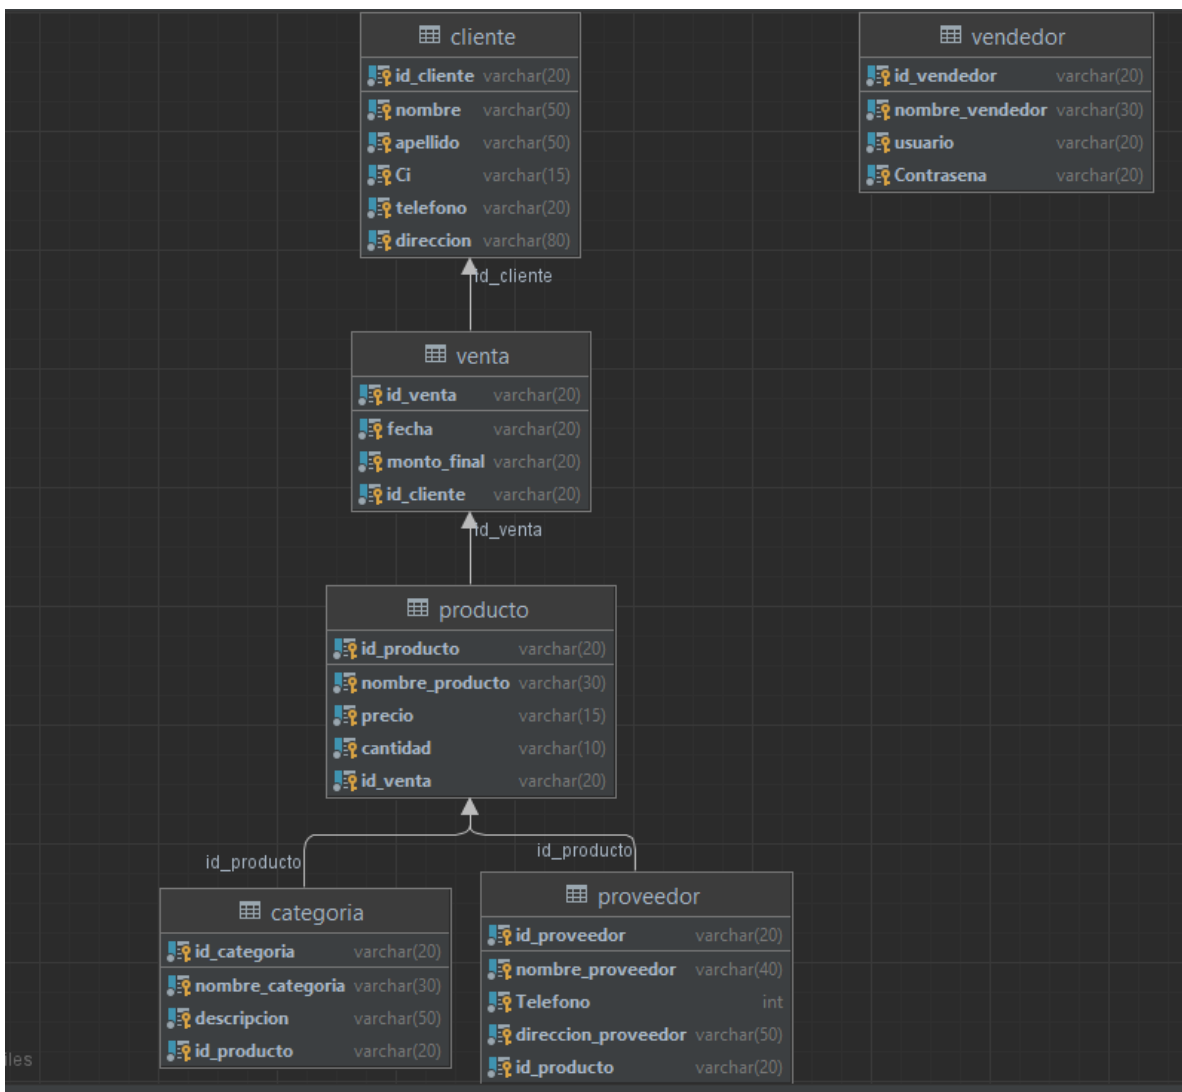 cliente
id_cliente varchar(20)
nombre varchar(50)
apellido varchar(50)
Ci varchar(15)
telefono varchar(20)
direccion varchar(80)
vendedor
id_vendedor varchar(20)
nombre_vendedor varchar(30)
usuario varchar(20)
Contrasena varchar(20)
id_cliente
venta
id_venta varchar(20)
fecha varchar(20)
monto_final varchar(20)
id_cliente varchar(20)
id_venta
producto
id_producto varchar(20)
nombre_producto varchar(30)
precio varchar(15)
cantidad varchar(10)
id_venta varchar(20)
id_producto
id_producto
categoria
id_categoria varchar(20)
nombre_categoria varchar(30)
descripcion varchar(50)
id_producto varchar(20)
proveedor
id_proveedor varchar(20)
nombre_proveedor varchar(40)
Telefono int
direccion_proveedor varchar(50)
id_producto varchar(20)